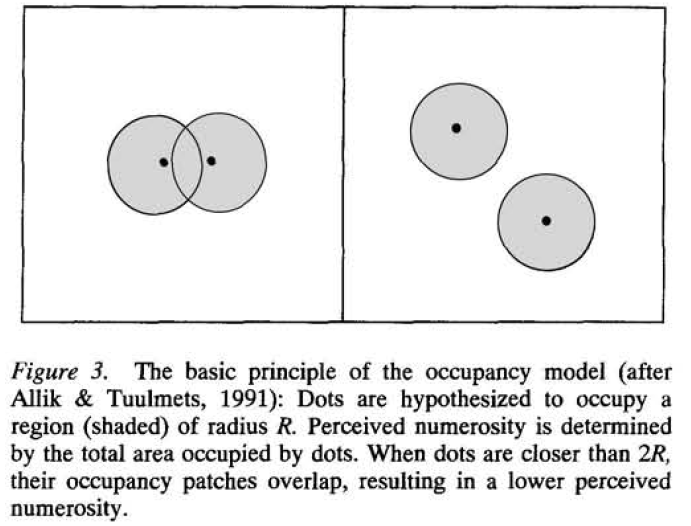 Figure 3. The basic principle of the occupancy model (after
Allik & Tuulmets, 1991): Dots are hypothesized to occupy a
region (shaded) of radius R. Perceived numerosity is determined
by the total area occupied by dots. When dots are closer than 2R,
their occupancy patches overlap, resulting in a lower perceived
numerosity.